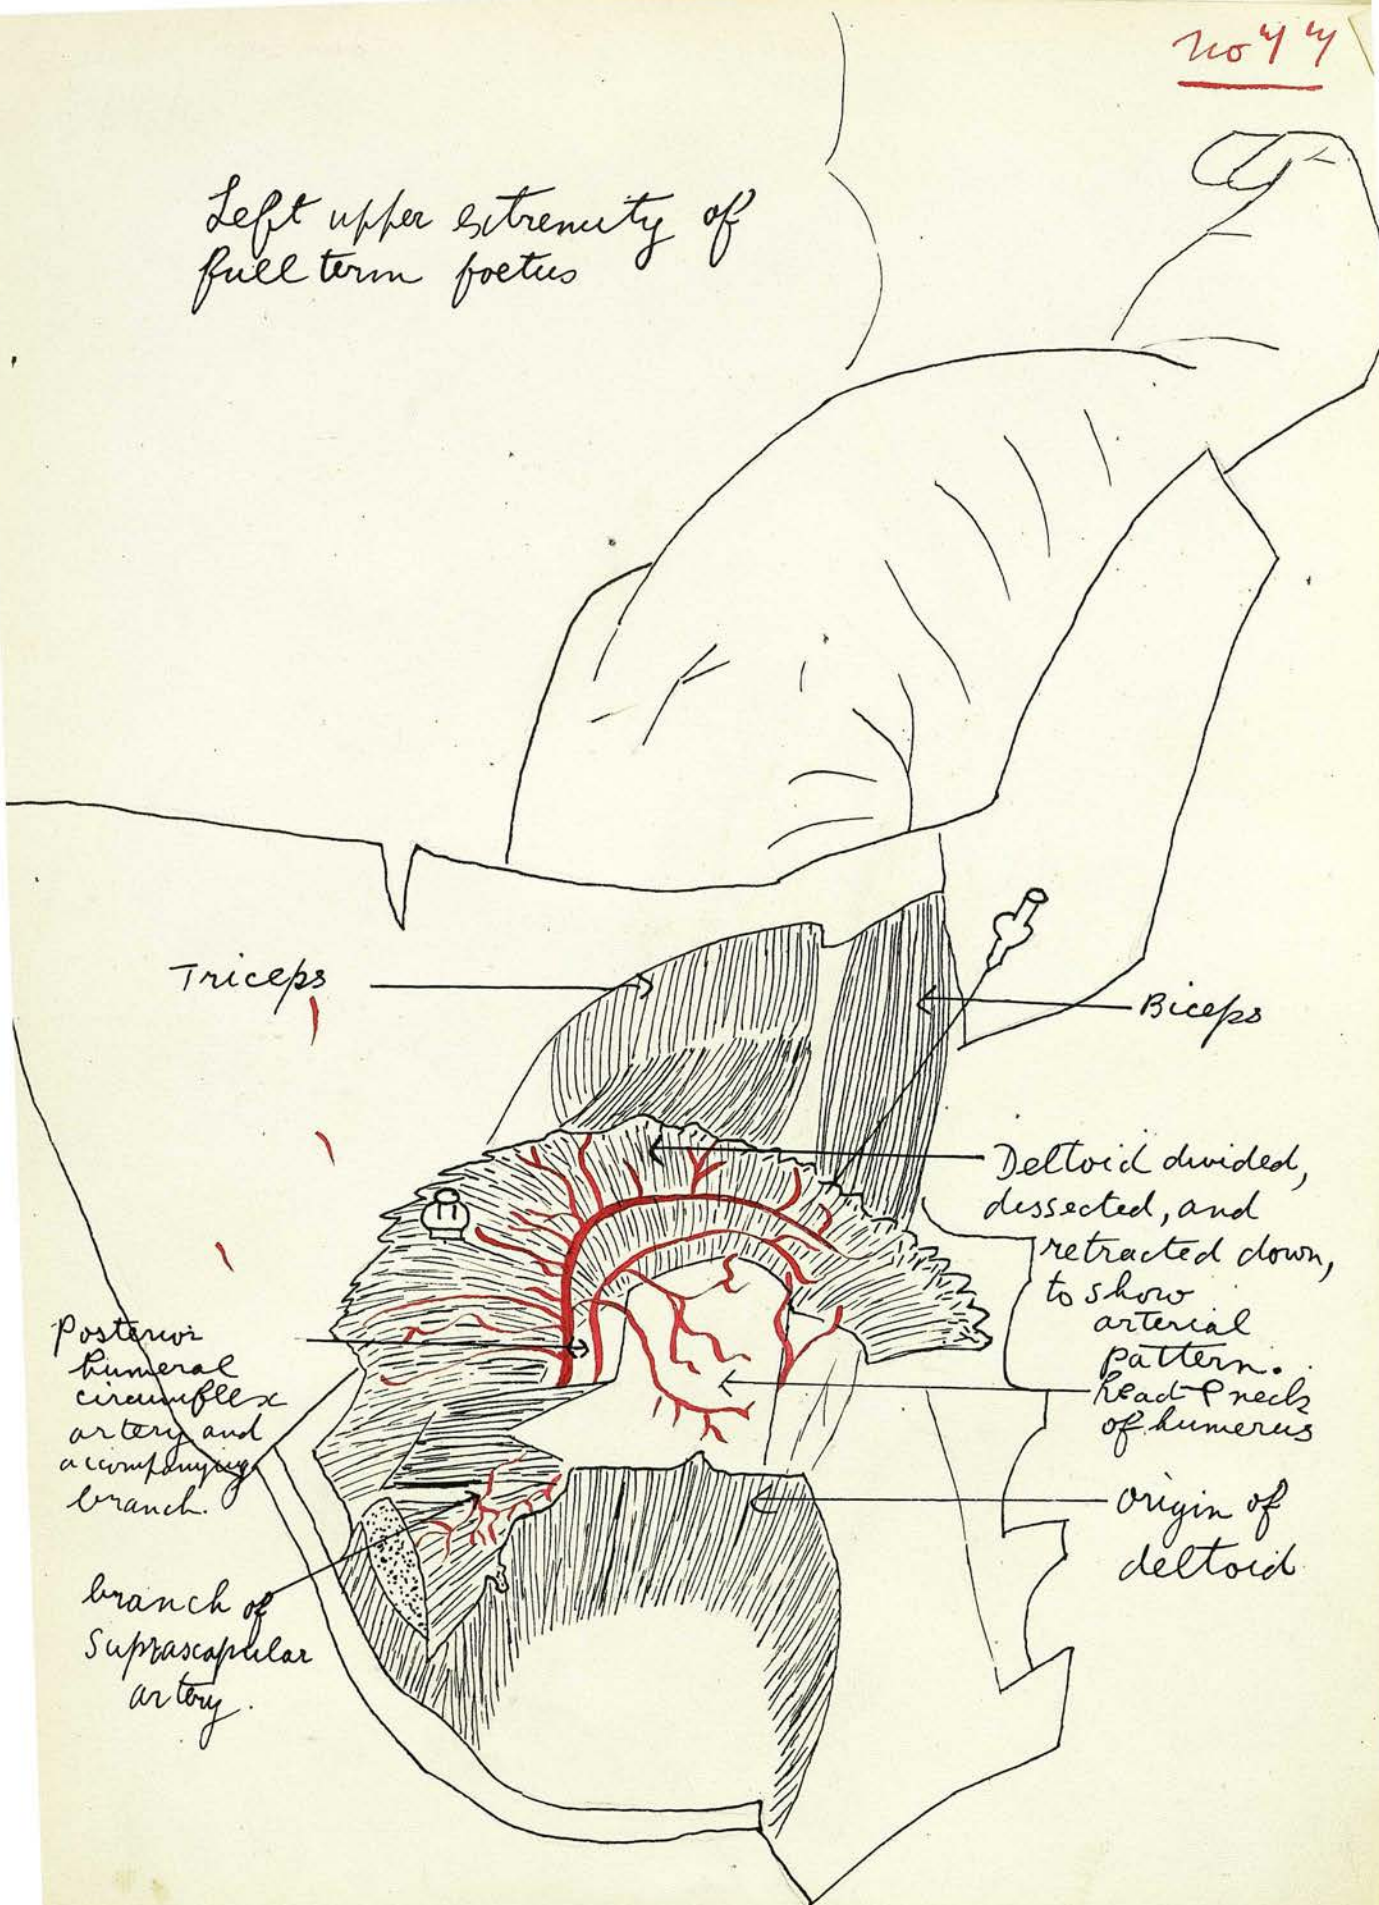 no 44
Left upper extremity of
full term foetus
Triceps
Biceps
Deltoid divided,
dissected, and
retracted down,
to show
arterial
pattern.
head & neck
of humerus
origin of
deltoid
Posterior
humeral
circumflex
artery and
accompanying
branch.
branch of
suprascapular
artery.